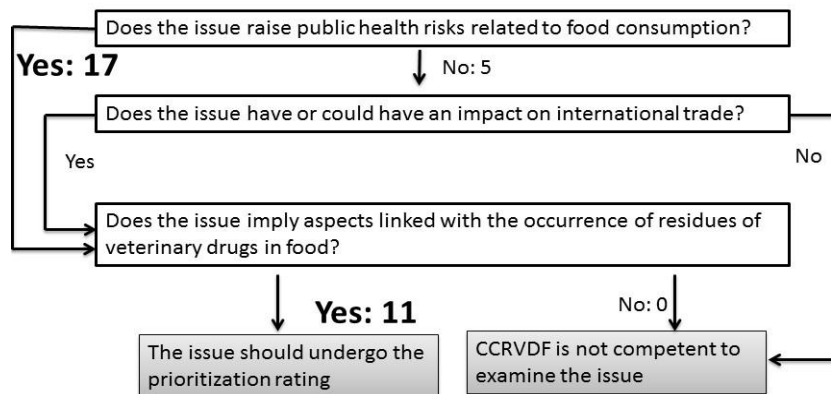 Does the issue raise public health risks related to food consumption?
Yes: 17
No: 5
Does the issue have or could have an impact on international trade?
Yes
No
Does the issue imply aspects linked with the occurrence of residues of
veterinary drugs in food?
Yes: 11
No: 0
The issue should undergo the
prioritization rating
CCRVDF is not competent to
examine the issue